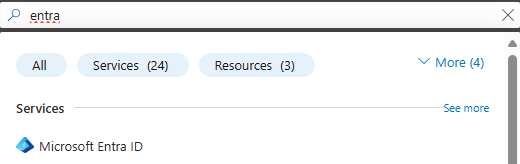 entra
All Services (24) Resources (3) More (4)
Services See more
Microsoft Entra ID